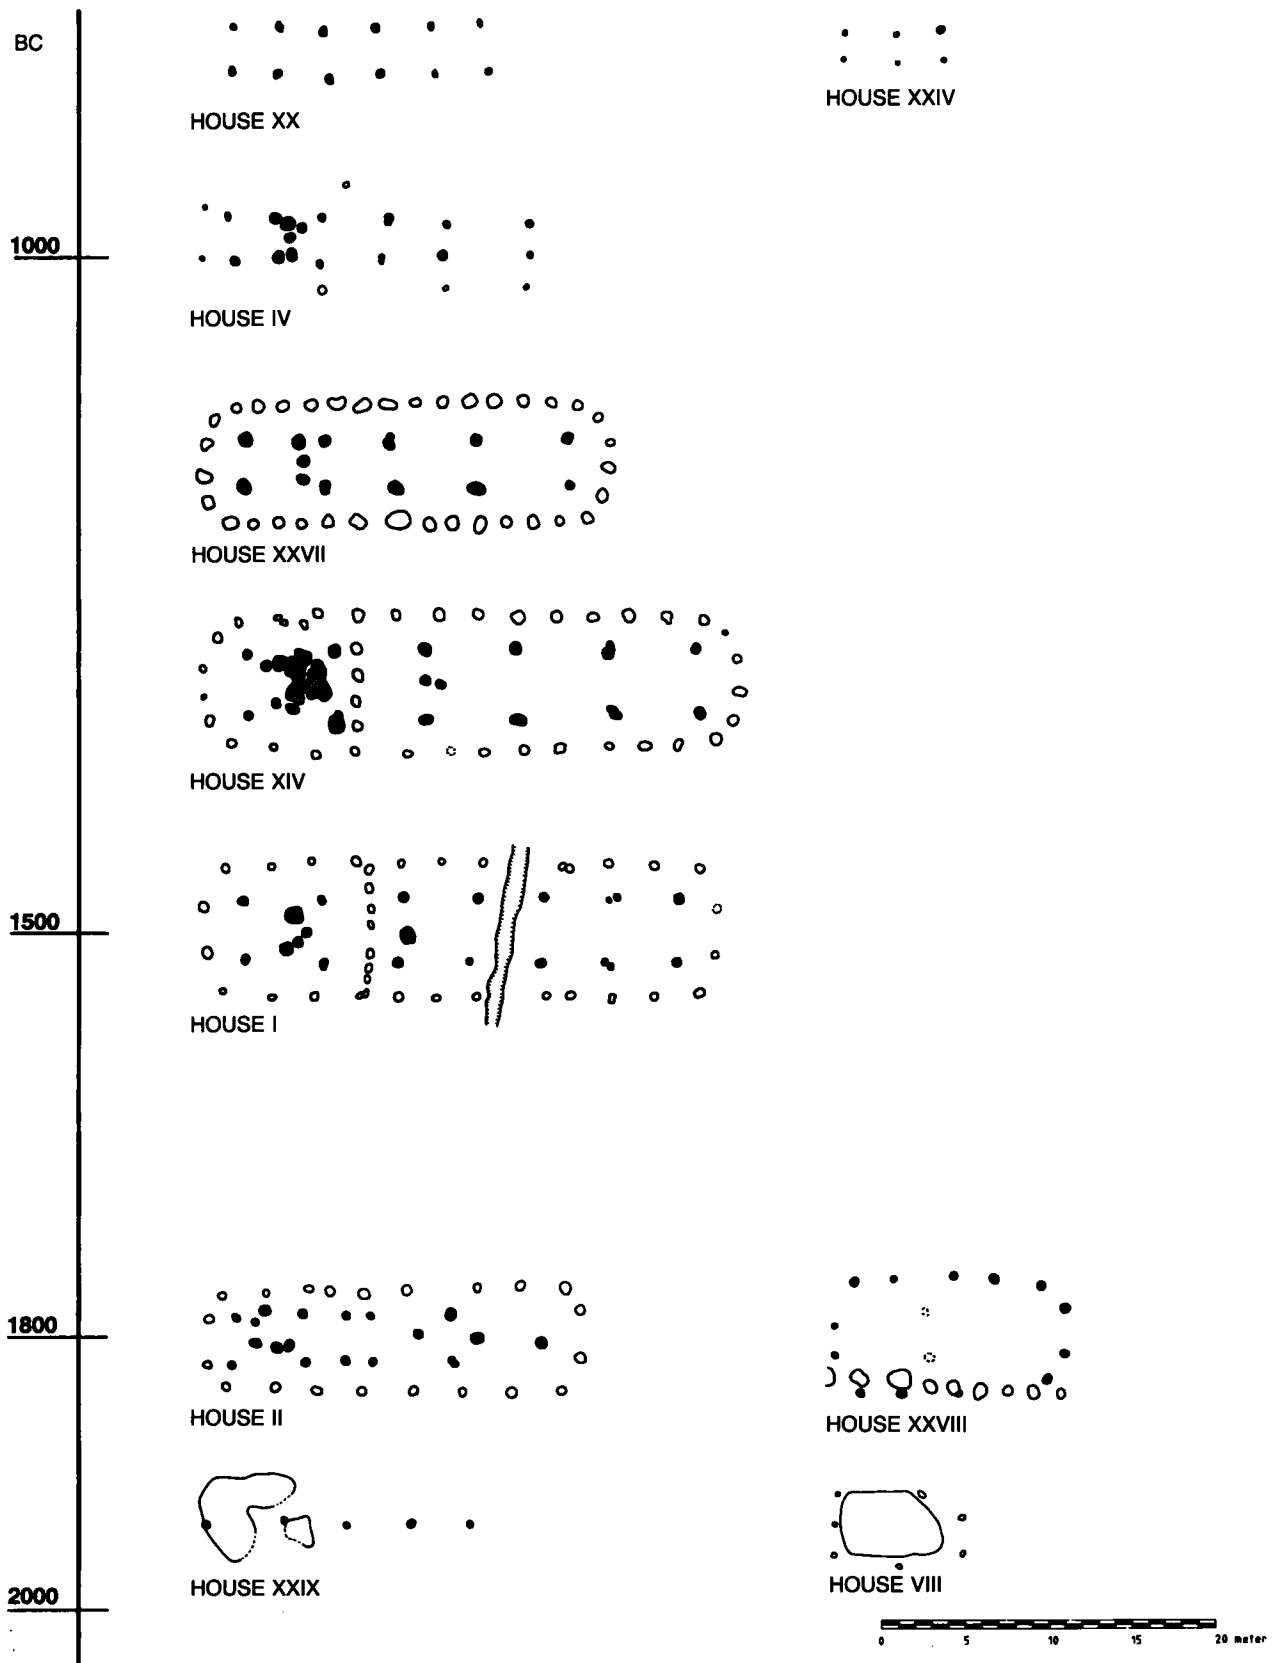 BC
HOUSE XX
HOUSE XXIV
1000
HOUSE IV
HOUSE XXVII
HOUSE XIV
1500
HOUSE I
1800
HOUSE II
HOUSE XXVIII
HOUSE XXIX
HOUSE VIII
2000
0 5 10 15 20 meter